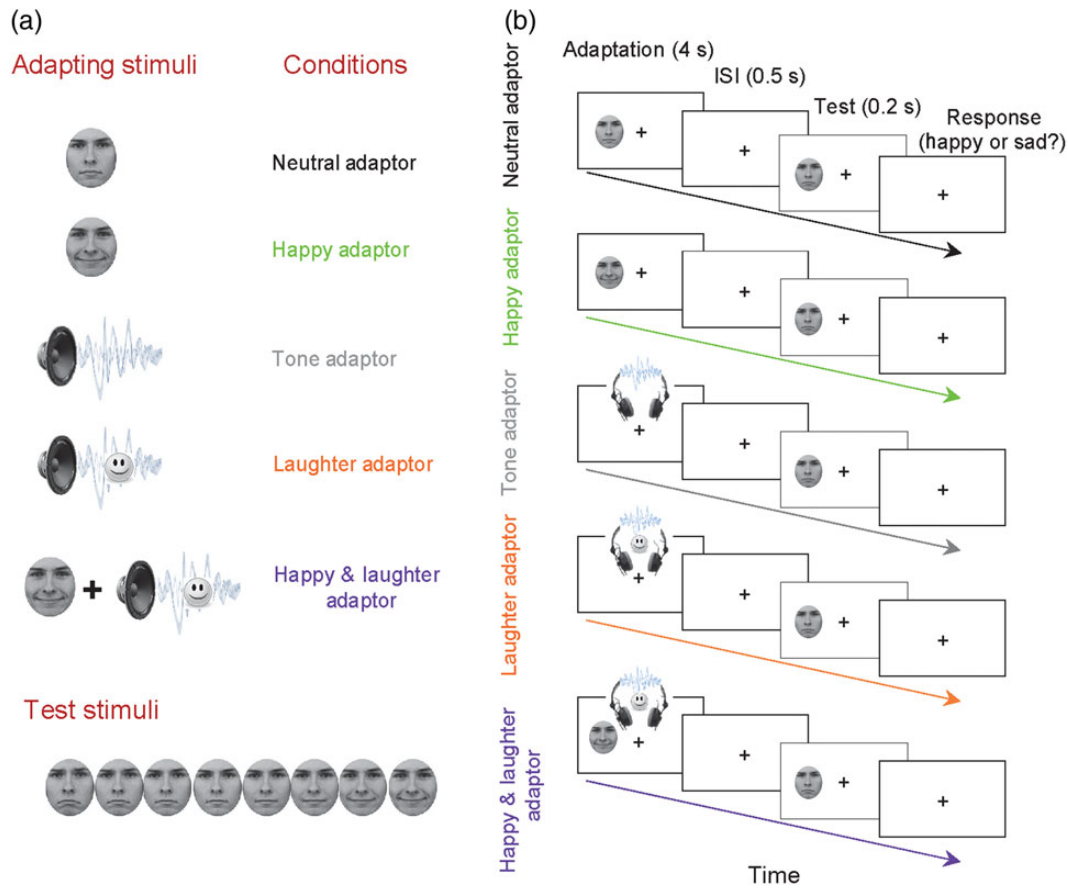 (a)
Adapting stimuli
Conditions
Neutral adaptor
Happy adaptor
Tone adaptor
Laughter adaptor
+
Happy & laughter
adaptor
Test stimuli
(b)
Adaptation (4 s)
ISI (0.5 s)
Test (0.2 s)
Response
(happy or sad?)
Neutral adaptor
+
+
+
+
Happy adaptor
+
+
+
+
Tone adaptor
+
+
+
+
Laughter adaptor
+
+
+
+
Happy & laughter
adaptor
+
+
+
+
Time